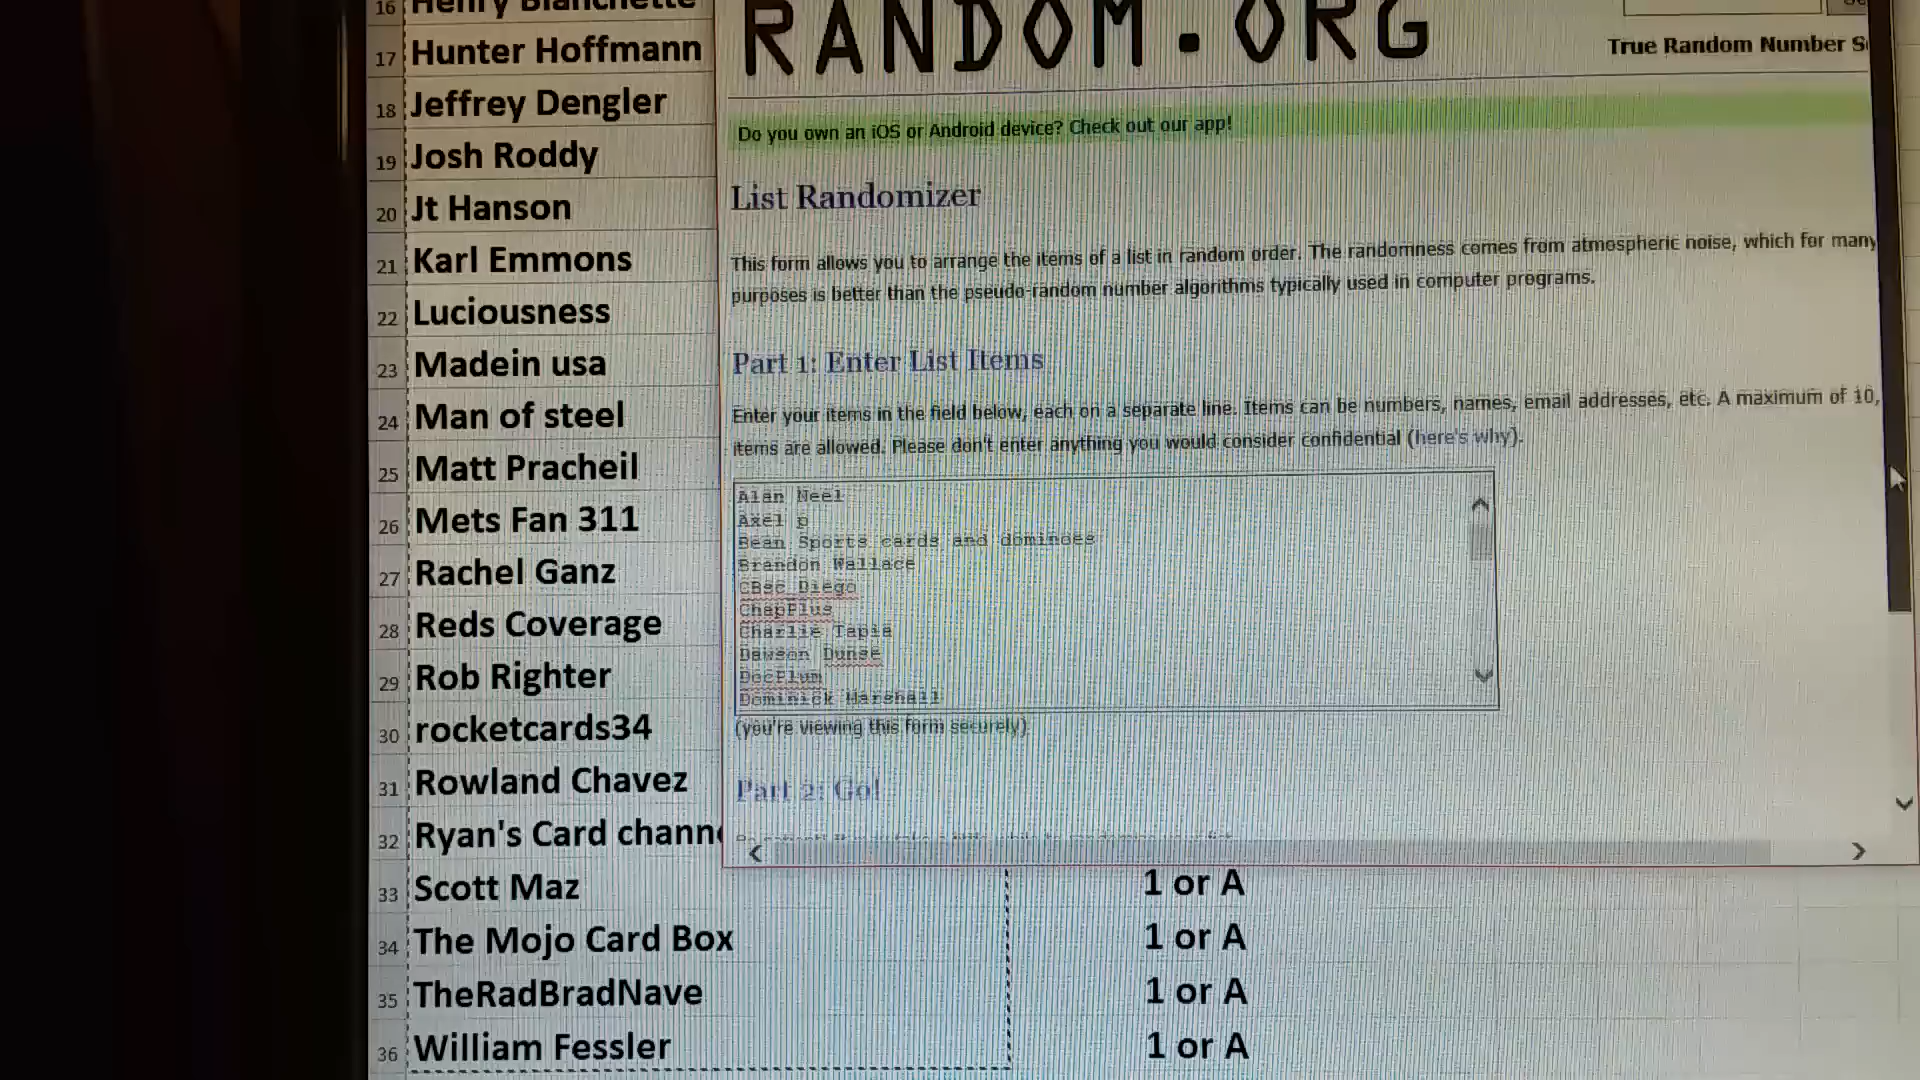 16 Henry Blanchette
17 Hunter Hoffmann
18 Jeffrey Dengler
19 Josh Roddy
20 Jt Hanson
21 Karl Emmons
22 Luciousness
23 Madein usa
24 Man of steel
25 Matt Pracheil
26 Mets Fan 311
27 Rachel Ganz
28 Reds Coverage
29 Rob Righter
30 rocketcards34
31 Rowland Chavez
32 Ryan's Card channe
33 Scott Maz 1 or A
34 The Mojo Card Box 1 or A
35 TheRadBradNave 1 or A
36 William Fessler 1 or A
RANDOM.ORG
True Random Number S
Do you own an iOS or Android device? Check out our app!
List Randomizer
This form allows you to arrange the items of a list in random order. The randomness comes from atmospheric noise, which for many
purposes is better than the pseudo-random number algorithms typically used in computer programs.
Part 1: Enter List Items
Enter your items in the field below, each on a separate line. Items can be numbers, names, email addresses, etc. A maximum of 10,
items are allowed. Please don't enter anything you would consider confidential (here's why).
Alan Neel
Axel p
Bean Sports cards and dominoes
Brandon Wallace
CBsc Diego
ChapPlus
Charlie Tapia
Dawson Dunse
DocPlum
Dominick Marshall
(you're viewing this form securely)
Part 2: Go!